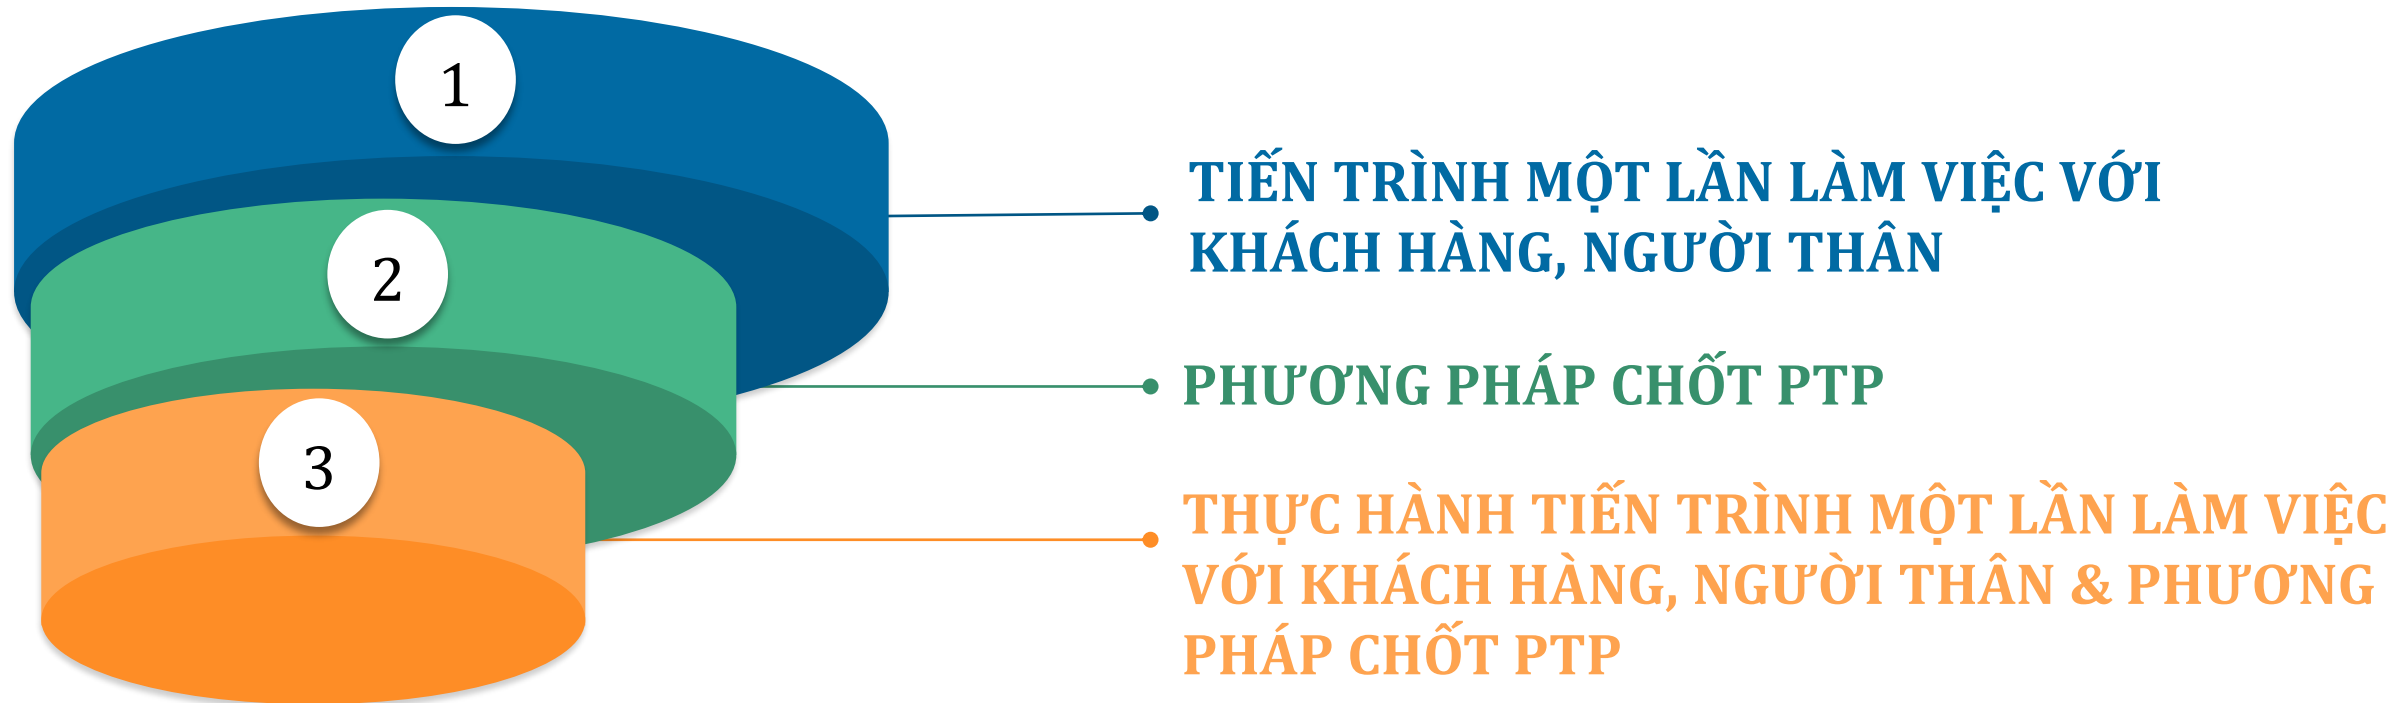 1
TIẾN TRÌNH MỘT LẦN LÀM VIỆC VỚI
KHÁCH HÀNG, NGƯỜI THÂN
2
PHƯƠNG PHÁP CHỐT PTP
3
THỰC HÀNH TIẾN TRÌNH MỘT LẦN LÀM VIỆC
VỚI KHÁCH HÀNG, NGƯỜI THÂN & PHƯƠNG
PHÁP CHỐT PTP